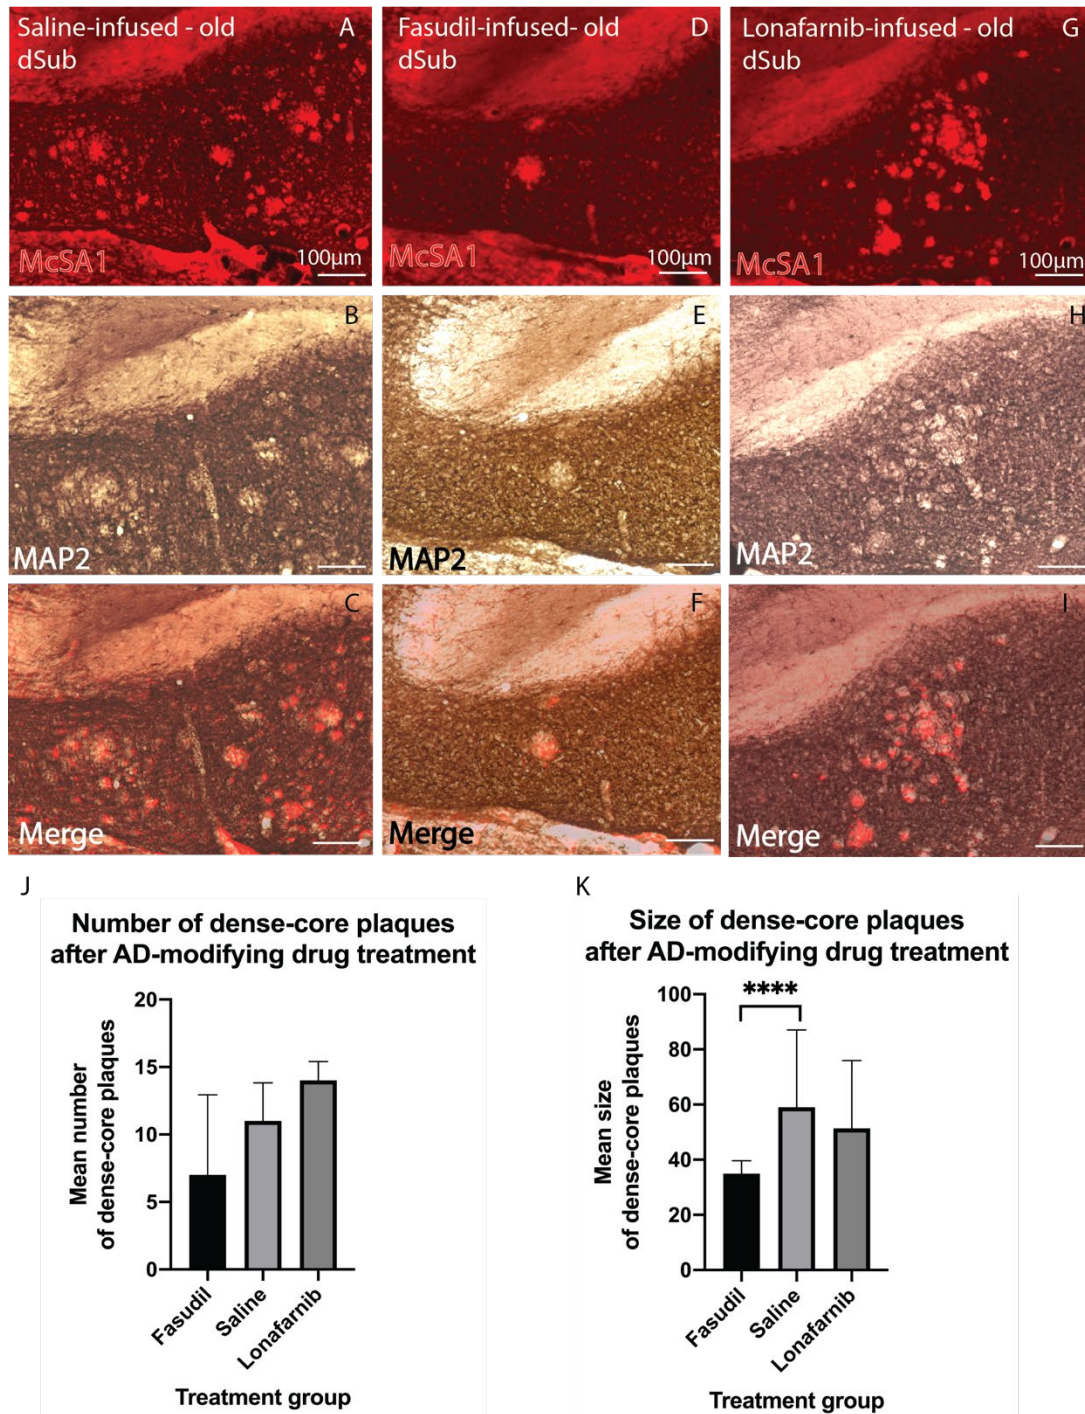 Saline-infused - old A
dSub
McSA1
100µm
Fasudil-infused- old D
dSub
McSA1
100µm
Lonafarnib-infused - old G
dSub
McSA1
100µm
B
MAP2
E
MAP2
H
MAP2
C
Merge
F
Merge
I
Merge
J
Number of dense-core plaques
after AD-modifying drug treatment
Mean number
of dense-core plaques
20
15
10
5
0
Fasudil
Saline
Lonafarnib
Treatment group
K
Size of dense-core plaques
after AD-modifying drug treatment
Mean size
of dense-core plaques
100
80
60
40
20
0
****
Fasudil
Saline
Lonafarnib
Treatment group